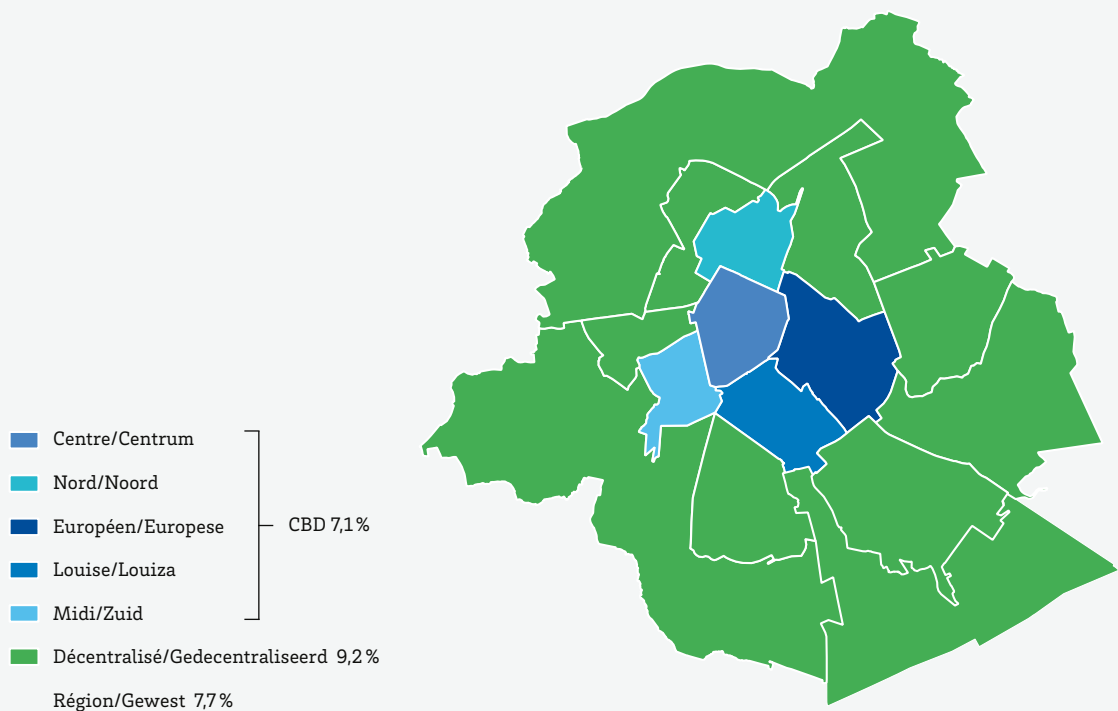 Centre/Centrum
Nord/Noord
Européen/Europese
CBD 7,1 %
Louise/Louiza
Midi/Zuid
Décentralisé/Gedecentraliseerd 9,2 %
Région/Gewest 7,7 %